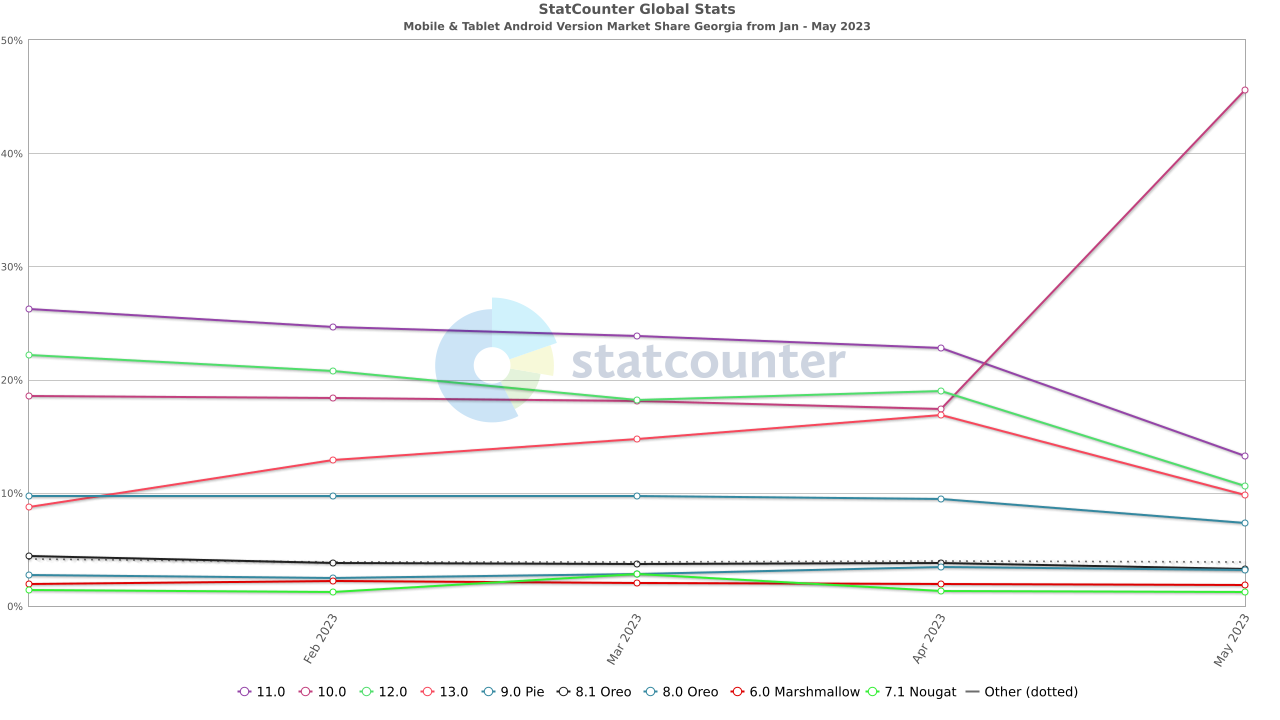 StatCounter Global Stats
Mobile & Tablet Android Version Market Share Georgia from Jan - May 2023
50%
40%
30%
statcounter
20%
10%
0%
Feb 2023
Mar 2023
Apr 2023
May 2023
11.0 10.0 12.0 13.0 9.0 Pie 8.1 Oreo 8.0 Oreo 6.0 Marshmallow 7.1 Nougat Other (dotted)